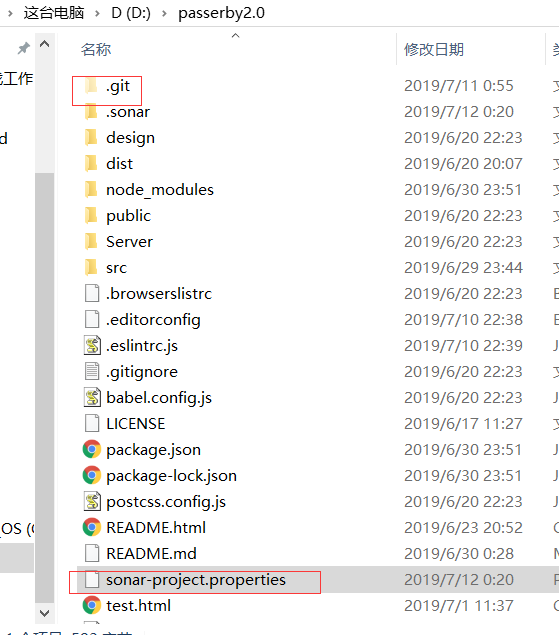 这台电脑 > D (D:) > passerby2.0
名称 修改日期
.git 2019/7/11 0:55
找工作 .sonar 2019/7/12 0:20
d design 2019/6/20 22:23
dist 2019/6/20 20:07
node_modules 2019/6/30 23:51
public 2019/6/20 22:23
Server 2019/6/20 22:23
src 2019/6/29 23:44
.browserslistrc 2019/6/20 22:23
.editorconfig 2019/7/10 22:38
.eslintrc.js 2019/7/10 22:39
.gitignore 2019/6/20 22:23
babel.config.js 2019/6/20 22:23
LICENSE 2019/6/17 11:27
package.json 2019/6/30 23:51
package-lock.json 2019/6/30 23:51
postcss.config.js 2019/6/20 22:23
_OS (C README.html 2019/6/23 20:52
README.md 2019/6/30 0:28
sonar-project.properties 2019/7/12 0:20
test.html 2019/7/1 11:37